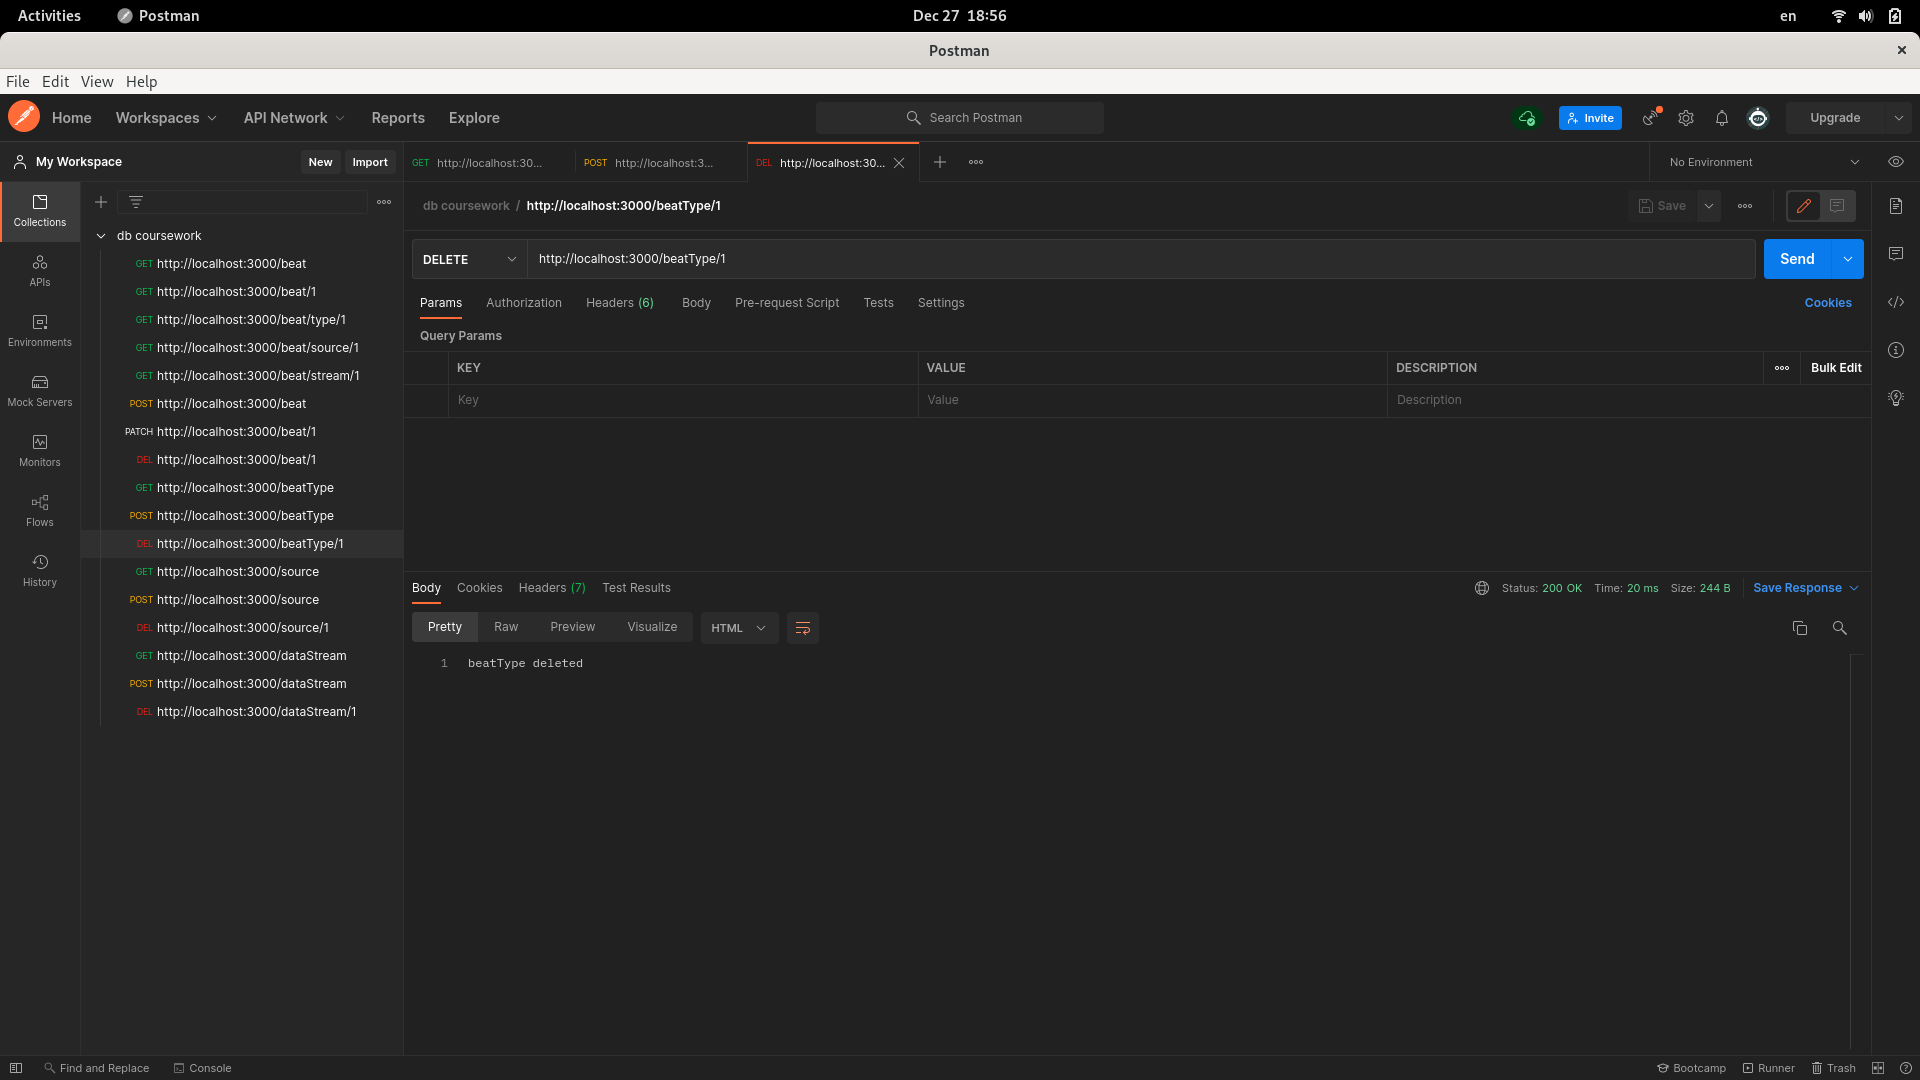 Activities Postman Dec 27 18:56 en
Postman
File Edit View Help
Home Workspaces API Network Reports Explore Search Postman Invite Upgrade
My Workspace New Import GET http://localhost:30... POST http://localhost:3... DEL http://localhost:30... No Environment
db coursework / http://localhost:3000/beatType/1 Save
DELETE http://localhost:3000/beatType/1 Send
Params Authorization Headers (6) Body Pre-request Script Tests Settings Cookies
Query Params
KEY VALUE DESCRIPTION Bulk Edit
Key Value Description
Collections
APIs
Environments
Mock Servers
Monitors
Flows
History
db coursework
GET http://localhost:3000/beat
GET http://localhost:3000/beat/1
GET http://localhost:3000/beat/type/1
GET http://localhost:3000/beat/source/1
GET http://localhost:3000/beat/stream/1
POST http://localhost:3000/beat
PATCH http://localhost:3000/beat/1
DEL http://localhost:3000/beat/1
GET http://localhost:3000/beatType
POST http://localhost:3000/beatType
DEL http://localhost:3000/beatType/1
GET http://localhost:3000/source
POST http://localhost:3000/source
DEL http://localhost:3000/source/1
GET http://localhost:3000/dataStream
POST http://localhost:3000/dataStream
DEL http://localhost:3000/dataStream/1
Body Cookies Headers (7) Test Results Status: 200 OK Time: 20 ms Size: 244 B Save Response
Pretty Raw Preview Visualize HTML
1 beatType deleted
Find and Replace Console Bootcamp Runner Trash